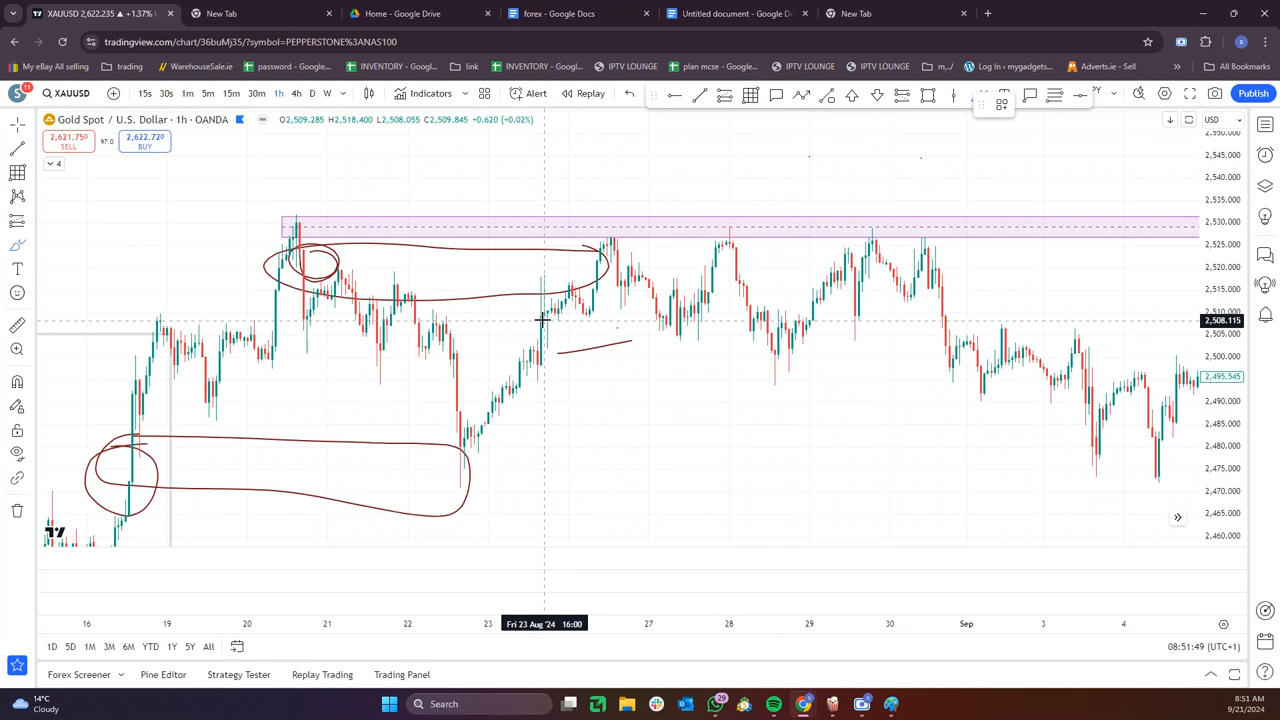 XAUUSD 2,622.235 ▲ +1.37%
New Tab
Home - Google Drive
forex - Google Docs
Untitled document - Google Do
New Tab
tradingview.com/chart/36buMj35/?symbol=PEPPERSTONE%3ANAS100
My eBay All selling
trading
WarehouseSale.ie
password - Google S
INVENTORY - Google
link
INVENTORY - Google
IPTV LOUNGE
plan mcse - Google
IPTV LOUNGE
IPTV LOUNGE
m,./
Log In ‹ mygadgets
Adverts.ie - Sell
All Bookmarks
S
11
XAUUSD
15s 30s 1m 5m 15m 30m 1h 4h D W
Indicators
Alert
Replay
Publish
Gold Spot / U.S. Dollar · 1h · OANDA
O2,509.285 H2,518.400 L2,508.055 C2,509.845 +0.620 (+0.02%)
USD
2,621.750
SELL
97.0
2,622.720
BUY
4
2,550.000
2,545.000
2,540.000
2,535.000
2,530.000
2,525.000
2,520.000
2,515.000
2,510.000
2,508.115
2,505.000
2,500.000
2,495.545
2,490.000
2,485.000
2,480.000
2,475.000
2,470.000
2,465.000
2,460.000
16 19 20 21 22 23 Fri 23 Aug '24 16:00 27 28 29 30 Sep 3 4
1D 5D 1M 3M 6M YTD 1Y 5Y All
08:51:49 (UTC+1)
Forex Screener
Pine Editor
Strategy Tester
Replay Trading
Trading Panel
14°C
Cloudy
Search
29
8:51 AM
9/21/2024